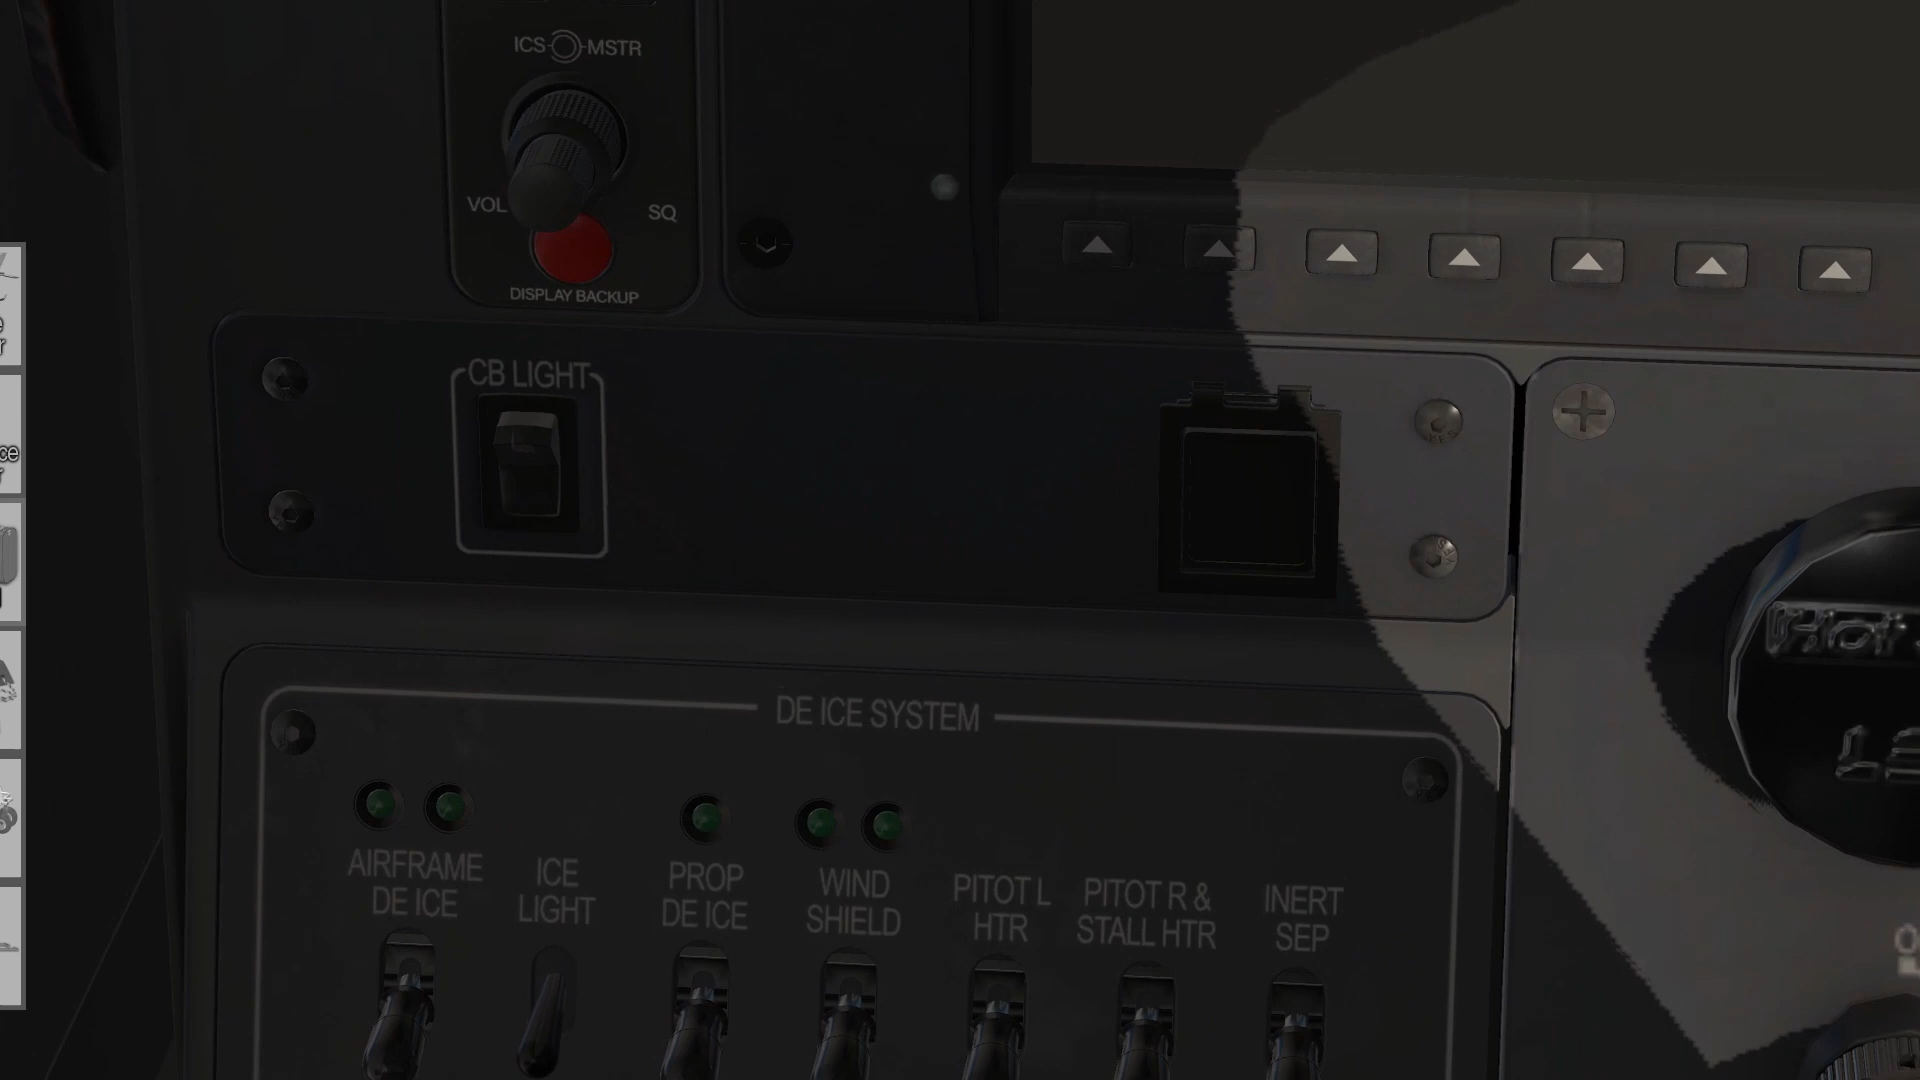 ICS MSTR
VOL
SQ
DISPLAY BACKUP
CB LIGHT
DE ICE SYSTEM
AIRFRAME
DE ICE
ICE
LIGHT
PROP
DE ICE
WIND
SHIELD
PITOT L
HTR
PITOT R &
STALL HTR
INERT
SEP